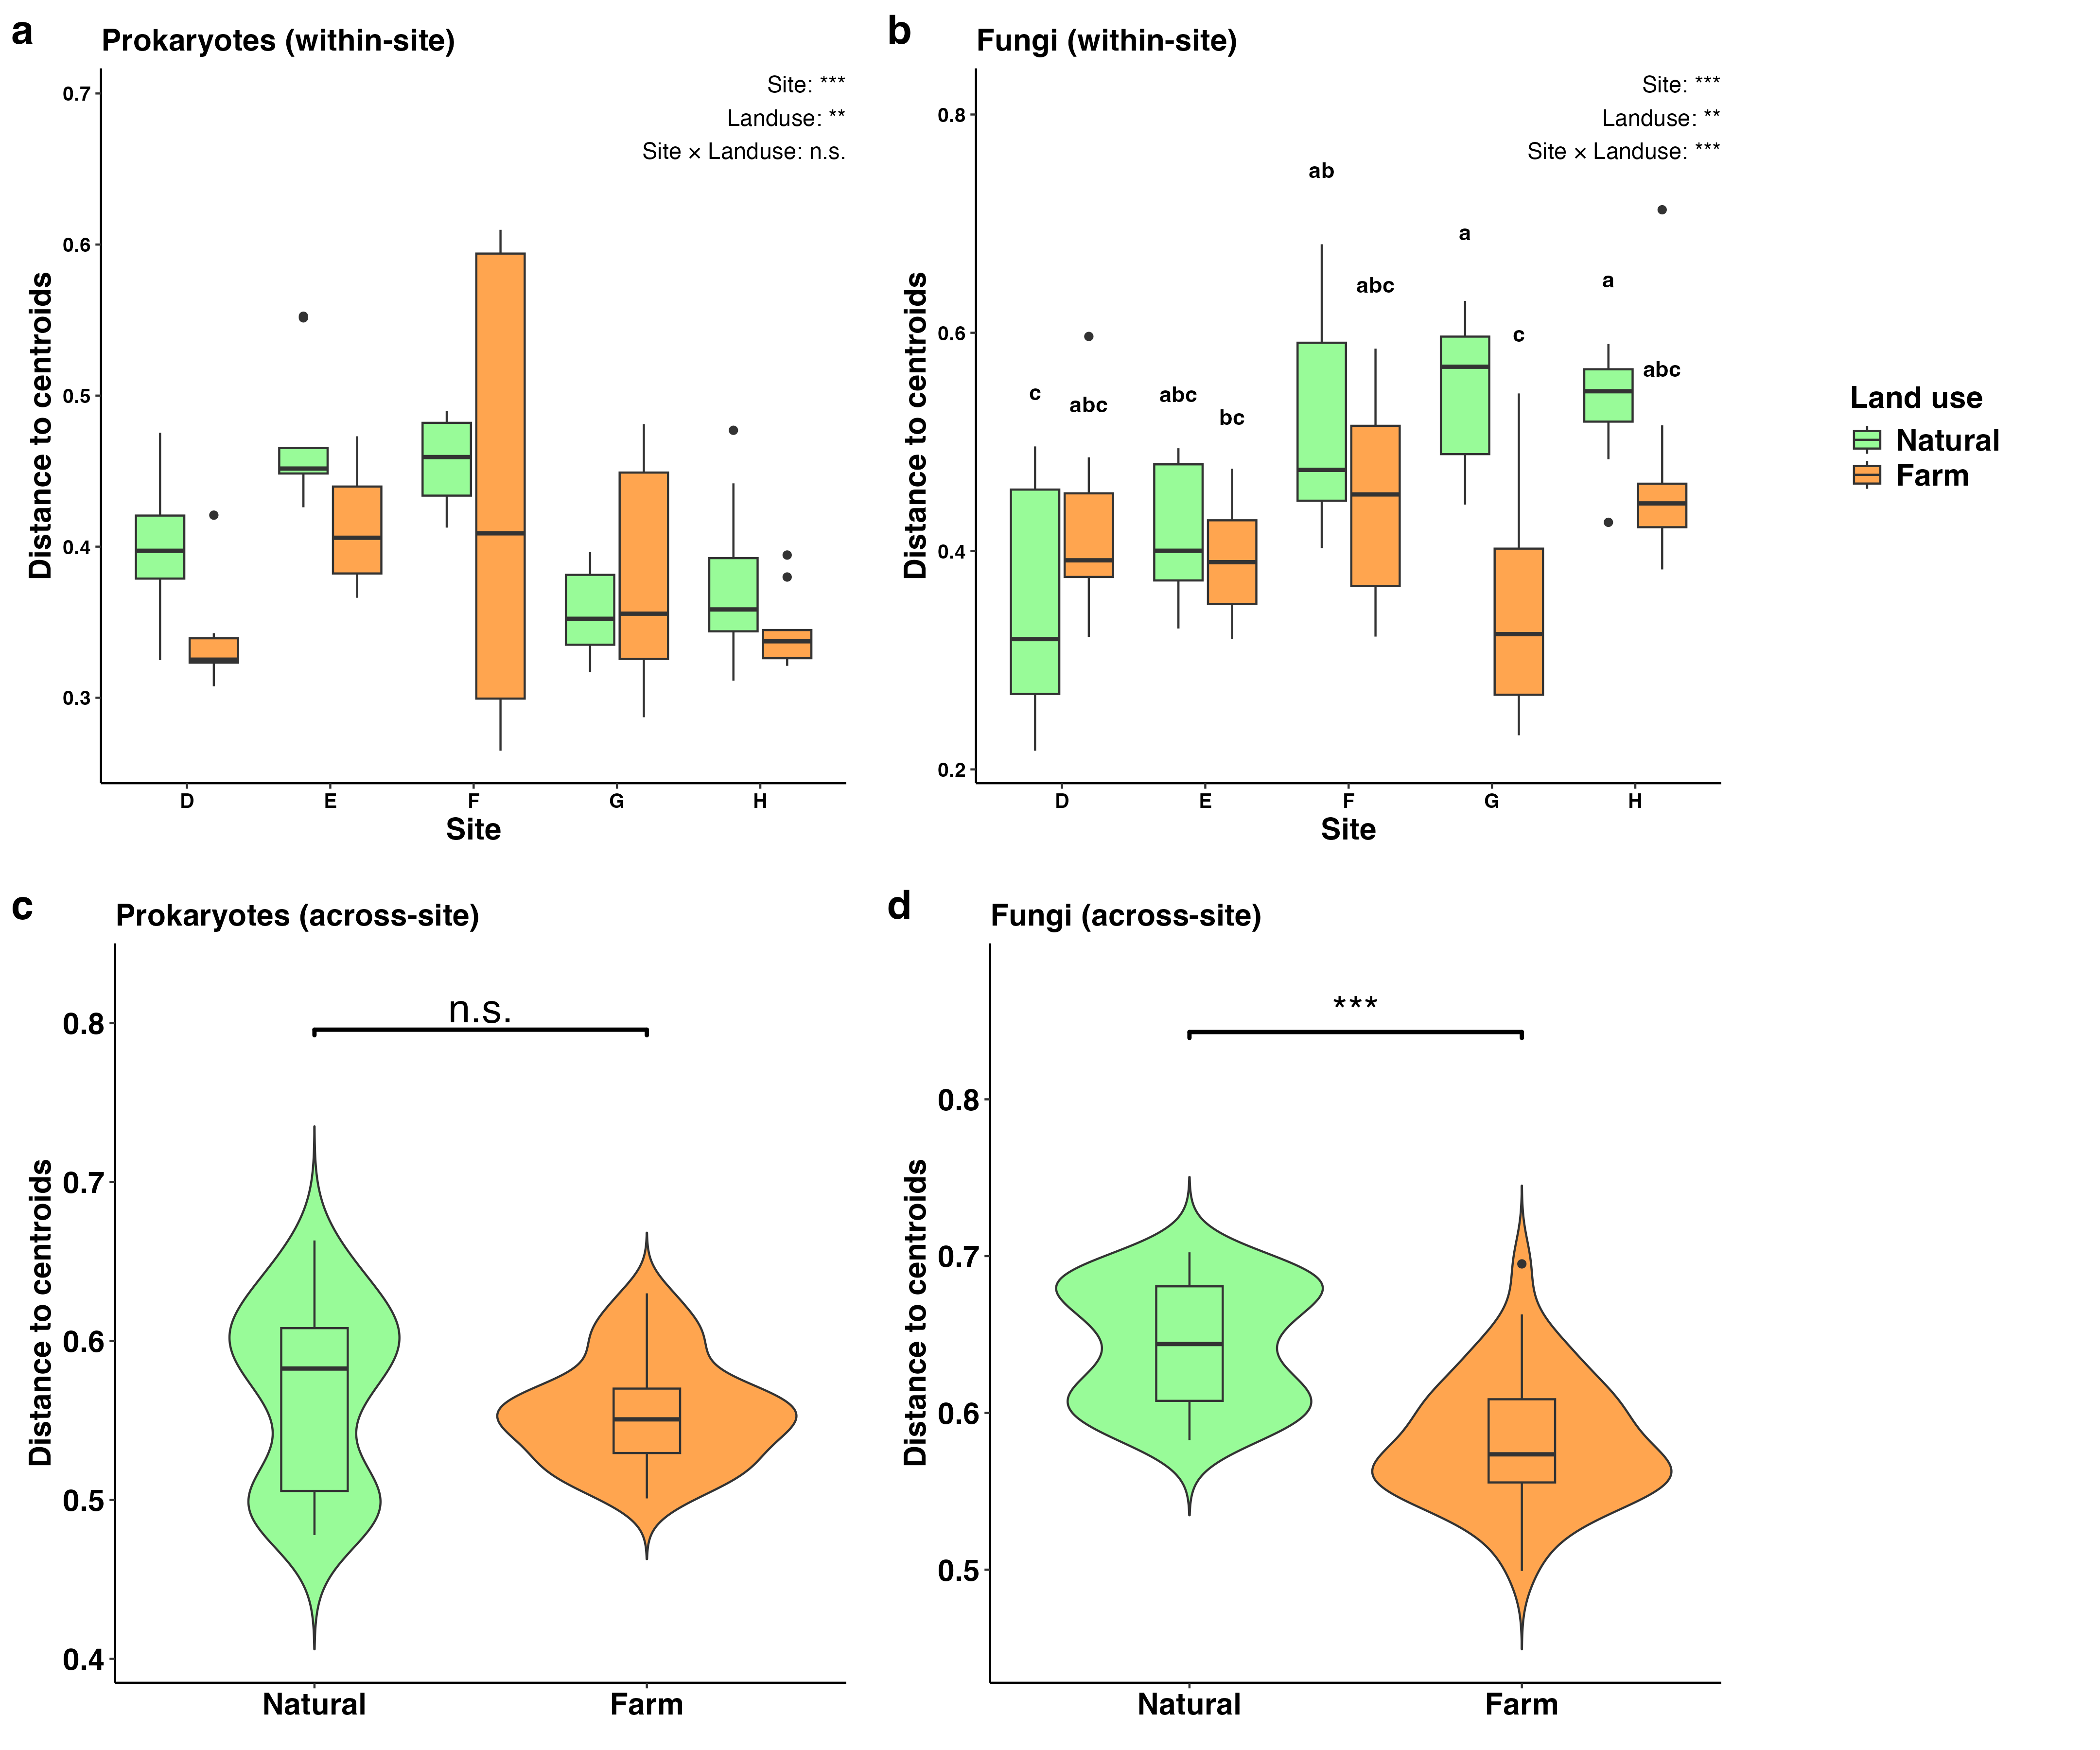 a
Prokaryotes (within-site)
Site: ***
Landuse: **
Site × Landuse: n.s.
Distance to centroids
0.7
0.6
0.5
0.4
0.3
D E F G H
Site
b
Fungi (within-site)
Site: ***
Landuse: **
Site × Landuse: ***
Distance to centroids
0.8
0.6
0.4
0.2
c
abc
abc
bc
ab
abc
a
c
a
abc
D E F G H
Site
Land use
Natural
Farm
c
Prokaryotes (across-site)
n.s.
Distance to centroids
0.8
0.7
0.6
0.5
0.4
Natural Farm
d
Fungi (across-site)
***
Distance to centroids
0.8
0.7
0.6
0.5
Natural Farm